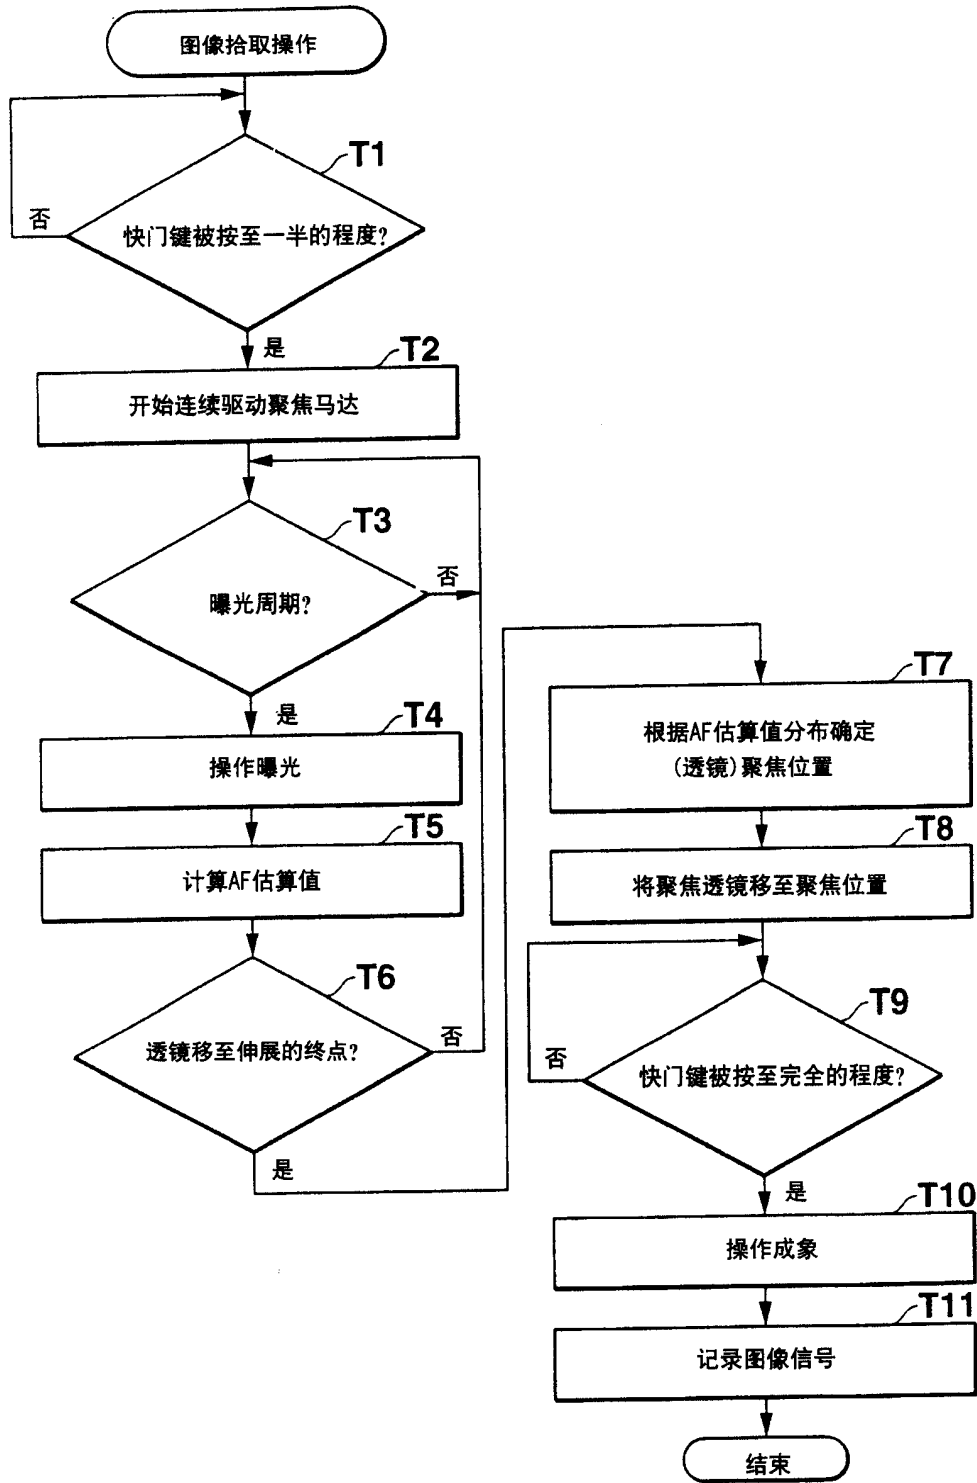 图像拾取操作
T1
快门键被按至一半的程度?
否
是
T2
开始连续驱动聚焦马达
T3
曝光周期?
否
是
T4
操作曝光
T5
计算AF估算值
T6
透镜移至伸展的终点?
否
是
T7
根据AF估算值分布确定
(透镜)聚焦位置
T8
将聚焦透镜移至聚焦位置
T9
快门键被按至完全的程度?
否
是
T10
操作成象
T11
记录图像信号
结束